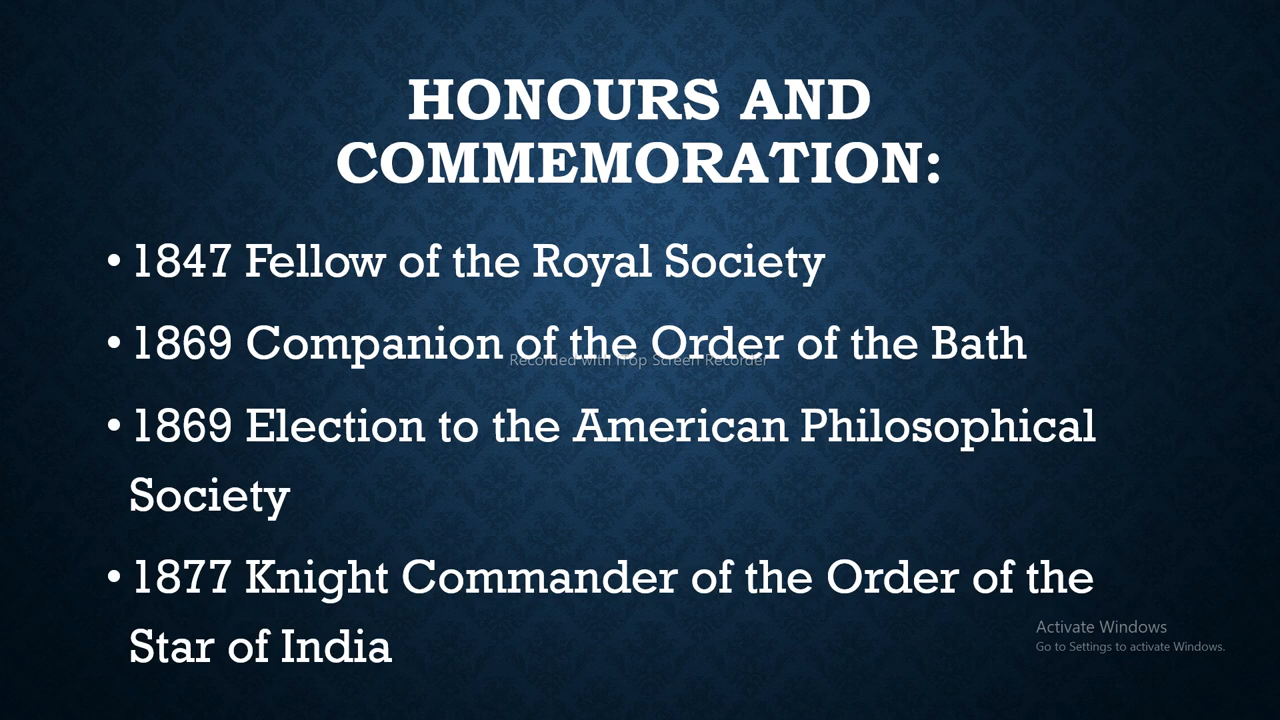 HONOURS AND
COMMEMORATION:
• 1847 Fellow of the Royal Society
• 1869 Companion of the Order of the Bath
Recorded with iTop Screen Recorder
• 1869 Election to the American Philosophical
Society
• 1877 Knight Commander of the Order of the
Star of India
Activate Windows
Go to Settings to activate Windows.